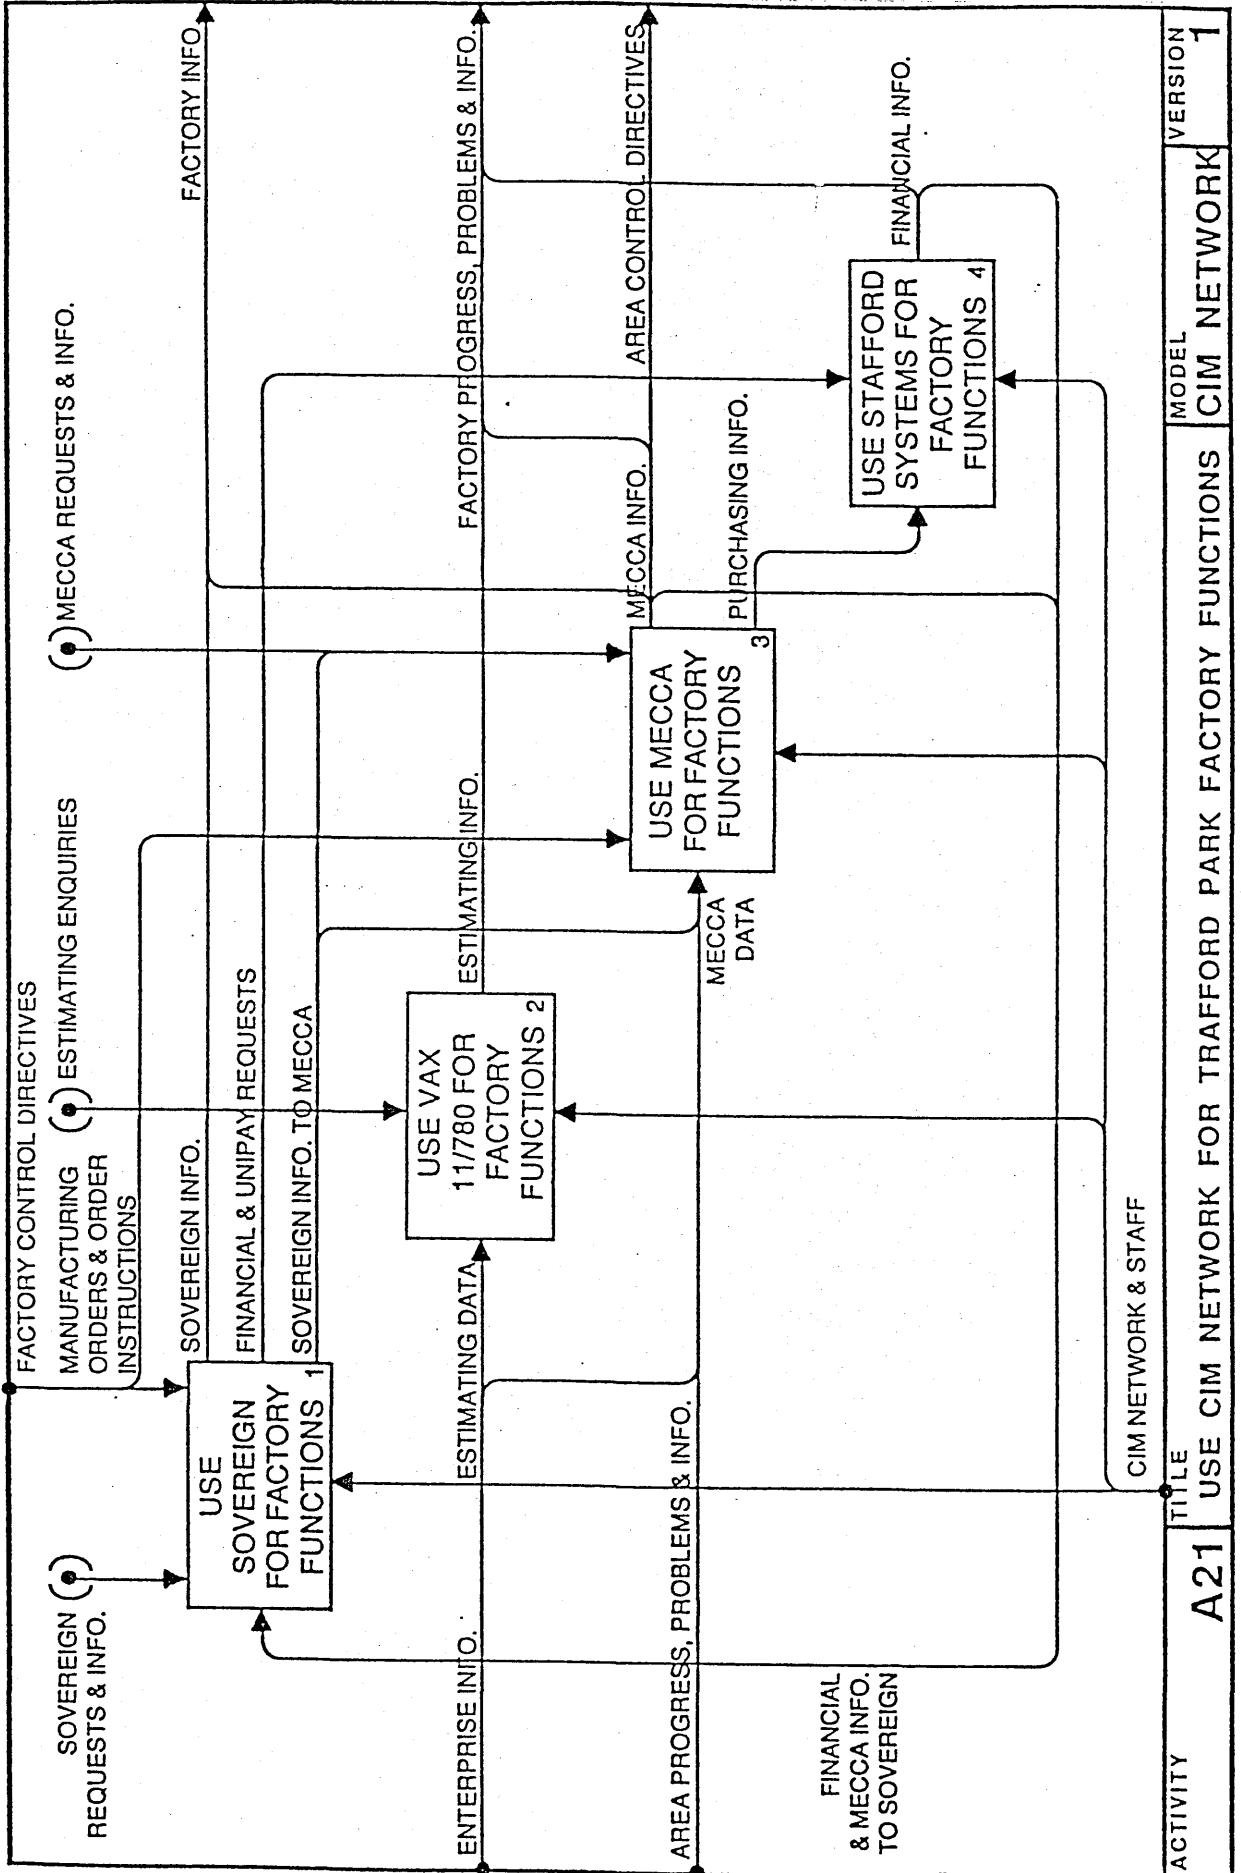 FACTORY CONTROL DIRECTIVES
SOVEREIGN
REQUESTS & INFO.
MANUFACTURING
ORDERS & ORDER
INSTRUCTIONS
ESTIMATING ENQUIRIES
MECCA REQUESTS & INFO.
USE
SOVEREIGN
FOR FACTORY
FUNCTIONS 1
SOVEREIGN INFO.
FACTORY INFO.
FINANCIAL & UNIPAY REQUESTS
SOVEREIGN INFO. TO MECCA
ENTERPRISE INFO.
ESTIMATING DATA
USE VAX
11/780 FOR
FACTORY
FUNCTIONS 2
ESTIMATING INFO.
FACTORY PROGRESS, PROBLEMS & INFO.
AREA PROGRESS, PROBLEMS & INFO.
MECCA
DATA
USE MECCA
FOR FACTORY
FUNCTIONS
3
MECCA INFO.
AREA CONTROL DIRECTIVES
PURCHASING INFO.
USE STAFFORD
SYSTEMS FOR
FACTORY
FUNCTIONS 4
FINANCIAL INFO.
FINANCIAL
& MECCA INFO.
TO SOVEREIGN
CIM NETWORK & STAFF
ACTIVITY
A21
TITLE
USE CIM NETWORK FOR TRAFFORD PARK FACTORY FUNCTIONS
MODEL
CIM NETWORK
VERSION
1